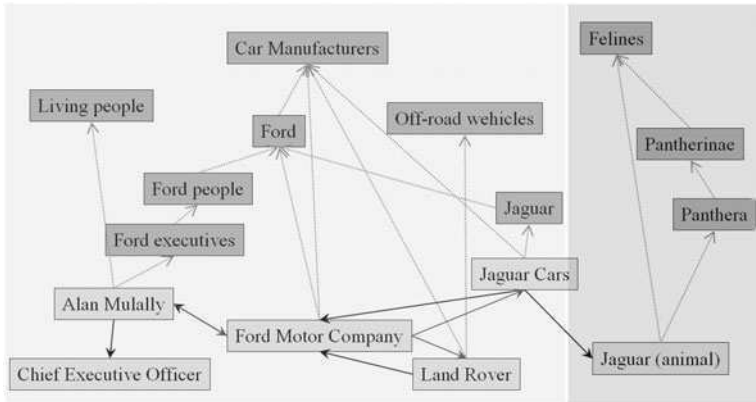 Car Manufacturers
Felines
Living people
Off-road wehicles
Ford
Pantherinae
Ford people
Jaguar
Panthera
Ford executives
Jaguar Cars
Alan Mulally
Ford Motor Company
Jaguar (animal)
Chief Executive Officer
Land Rover